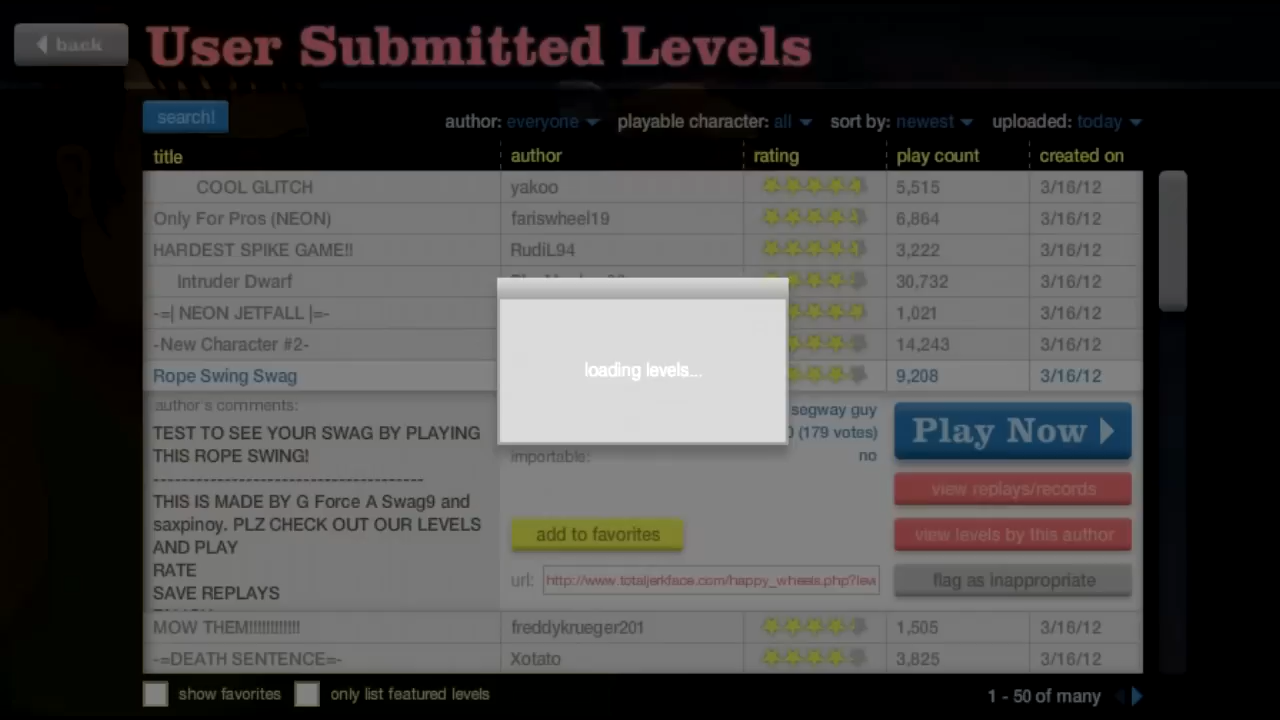 back
User Submitted Levels
search!
author: everyone playable character: all sort by: newest uploaded: today
title author rating play count created on
COOL GLITCH yakoo 5,515 3/16/12
Only For Pros (NEON) fariswheel19 6,864 3/16/12
HARDEST SPIKE GAME!! RudiL94 3,222 3/16/12
Intruder Dwarf 30,732 3/16/12
-=| NEON JETFALL |=- 1,021 3/16/12
-New Character #2- 14,243 3/16/12
Rope Swing Swag 9,208 3/16/12
loading levels...
author's comments:
TEST TO SEE YOUR SWAG BY PLAYING
THIS ROPE SWING!
--------------------------------------
THIS IS MADE BY G Force A Swag9 and
saxpinoy. PLZ CHECK OUT OUR LEVELS
AND PLAY
RATE
SAVE REPLAYS
segway guy
(179 votes)
importable: no
add to favorites
url: http://www.totaljerkface.com/happy_wheels.php?lev
Play Now
view replays/records
view levels by this author
flag as inappropriate
MOW THEM!!!!!!!!!!!! freddykrueger201 1,505 3/16/12
-=DEATH SENTENCE=- Xotato 3,825 3/16/12
show favorites only list featured levels 1 - 50 of many